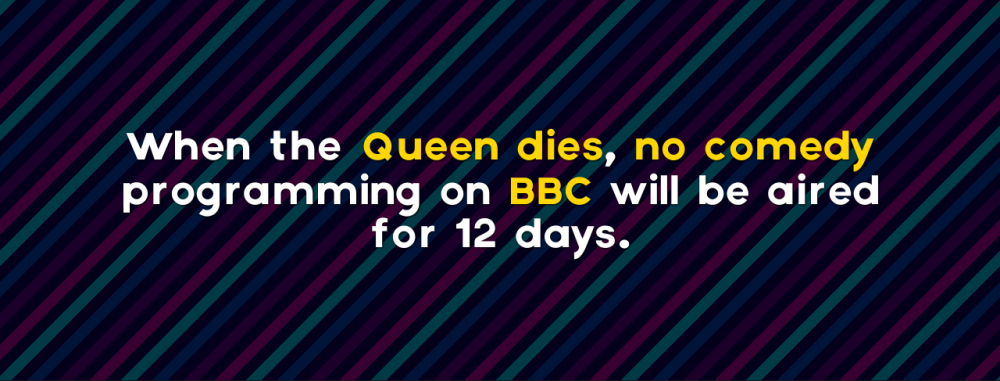 When the Queen dies, no comedy
programming on BBC will be aired
for 12 days.